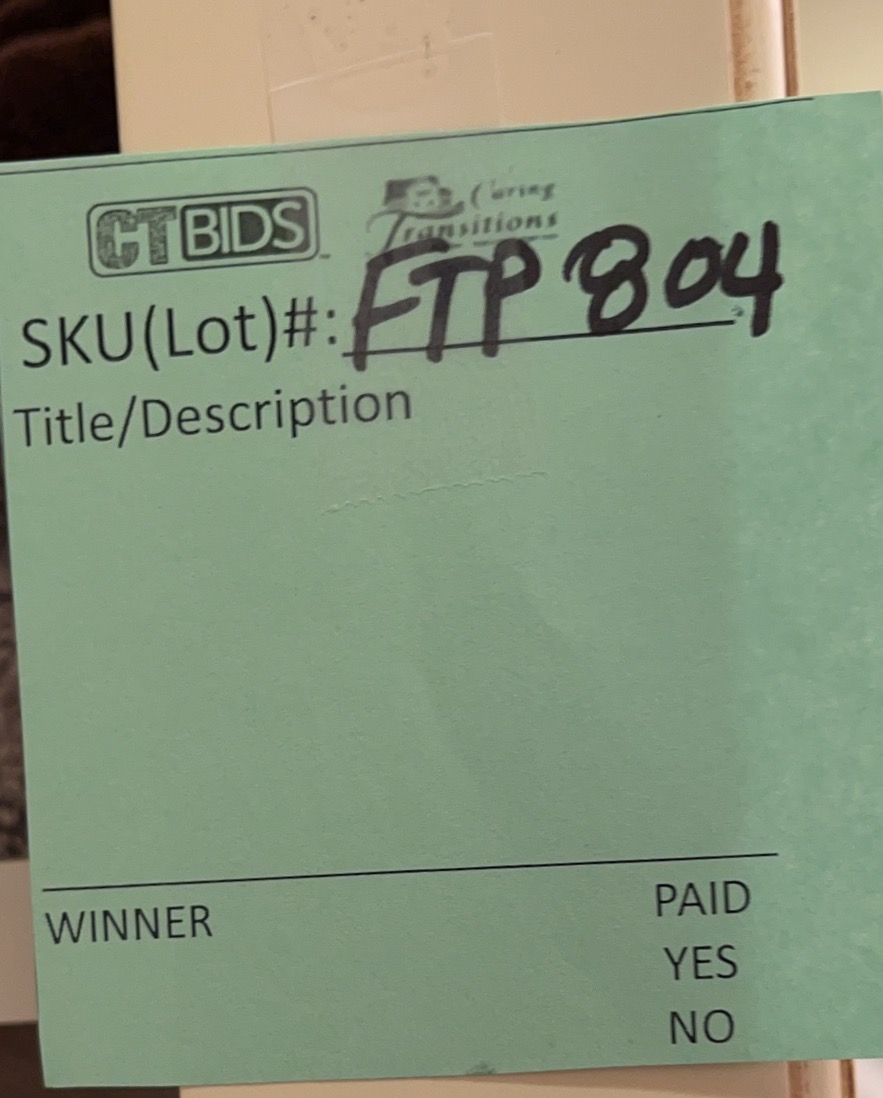 CTBIDS
Caring
Transitions
SKU(Lot)#: FTP 804
Title/Description
WINNER PAID
YES
NO